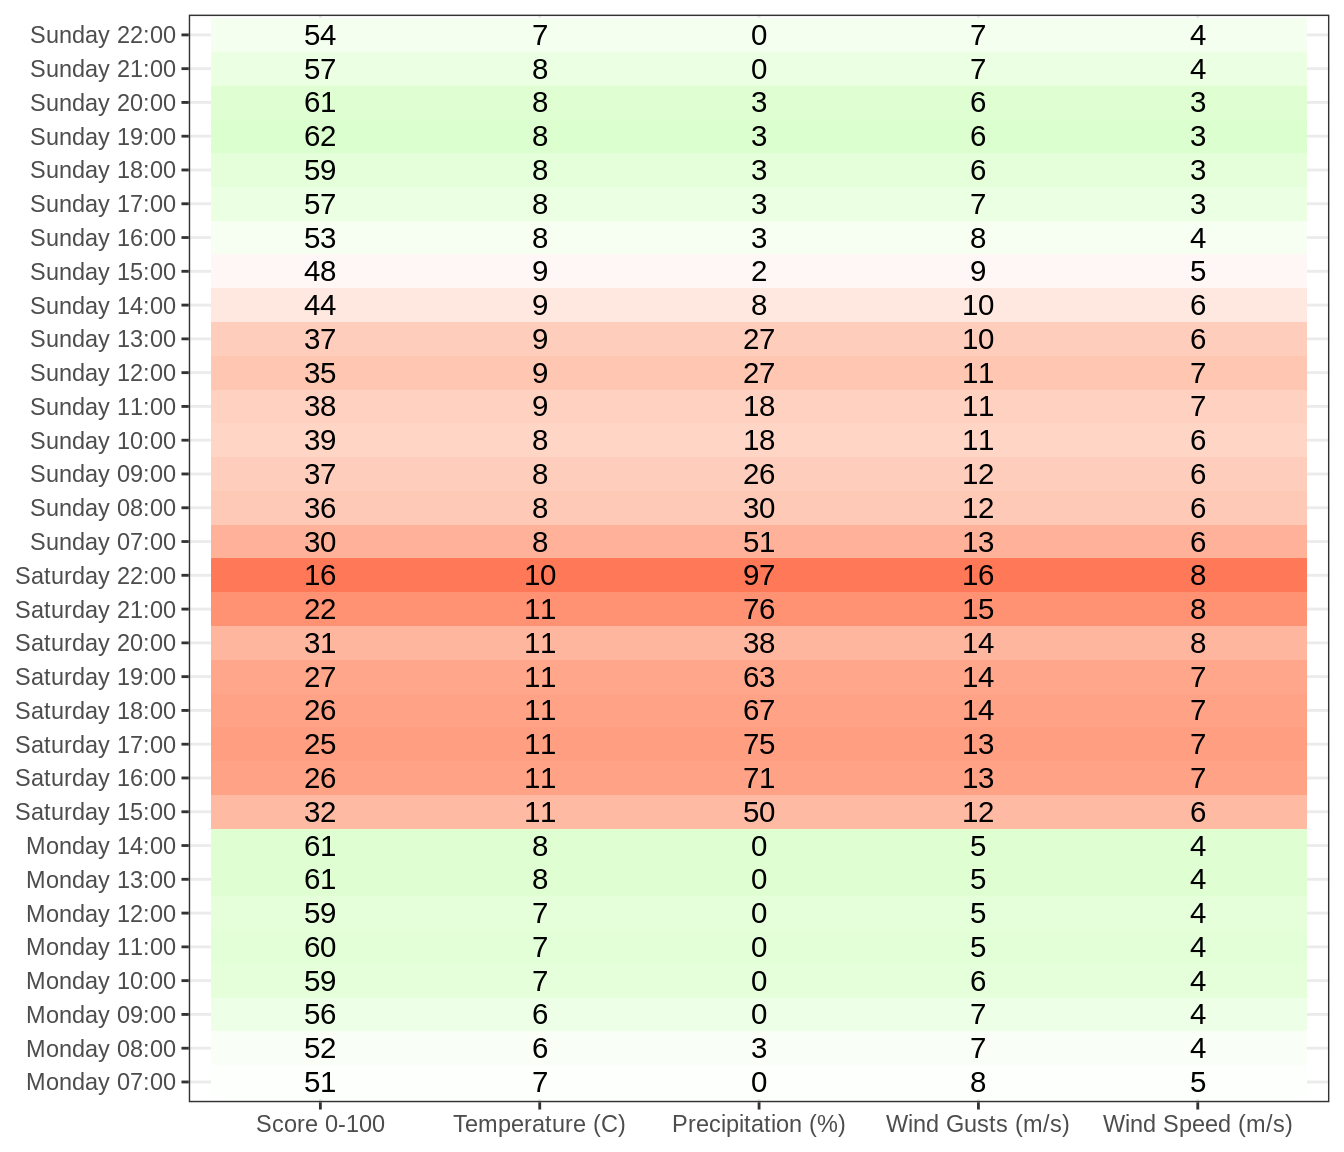 Sunday 22:00 54 7 0 7 4
Sunday 21:00 57 8 0 7 4
Sunday 20:00 61 8 3 6 3
Sunday 19:00 62 8 3 6 3
Sunday 18:00 59 8 3 6 3
Sunday 17:00 57 8 3 7 3
Sunday 16:00 53 8 3 8 4
Sunday 15:00 48 9 2 9 5
Sunday 14:00 44 9 8 10 6
Sunday 13:00 37 9 27 10 6
Sunday 12:00 35 9 27 11 7
Sunday 11:00 38 9 18 11 7
Sunday 10:00 39 8 18 11 6
Sunday 09:00 37 8 26 12 6
Sunday 08:00 36 8 30 12 6
Sunday 07:00 30 8 51 13 6
Saturday 22:00 16 10 97 16 8
Saturday 21:00 22 11 76 15 8
Saturday 20:00 31 11 38 14 8
Saturday 19:00 27 11 63 14 7
Saturday 18:00 26 11 67 14 7
Saturday 17:00 25 11 75 13 7
Saturday 16:00 26 11 71 13 7
Saturday 15:00 32 11 50 12 6
Monday 14:00 61 8 0 5 4
Monday 13:00 61 8 0 5 4
Monday 12:00 59 7 0 5 4
Monday 11:00 60 7 0 5 4
Monday 10:00 59 7 0 6 4
Monday 09:00 56 6 0 7 4
Monday 08:00 52 6 3 7 4
Monday 07:00 51 7 0 8 5
Score 0-100 Temperature (C) Precipitation (%) Wind Gusts (m/s) Wind Speed (m/s)